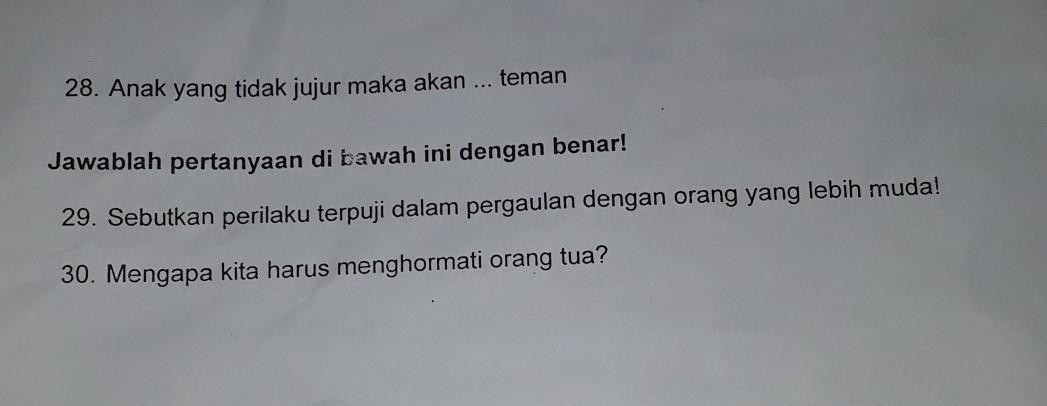 28. Anak yang tidak jujur maka akan ... teman
Jawablah pertanyaan di bawah ini dengan benar!
29. Sebutkan perilaku terpuji dalam pergaulan dengan orang yang lebih muda!
30. Mengapa kita harus menghormati orang tua?